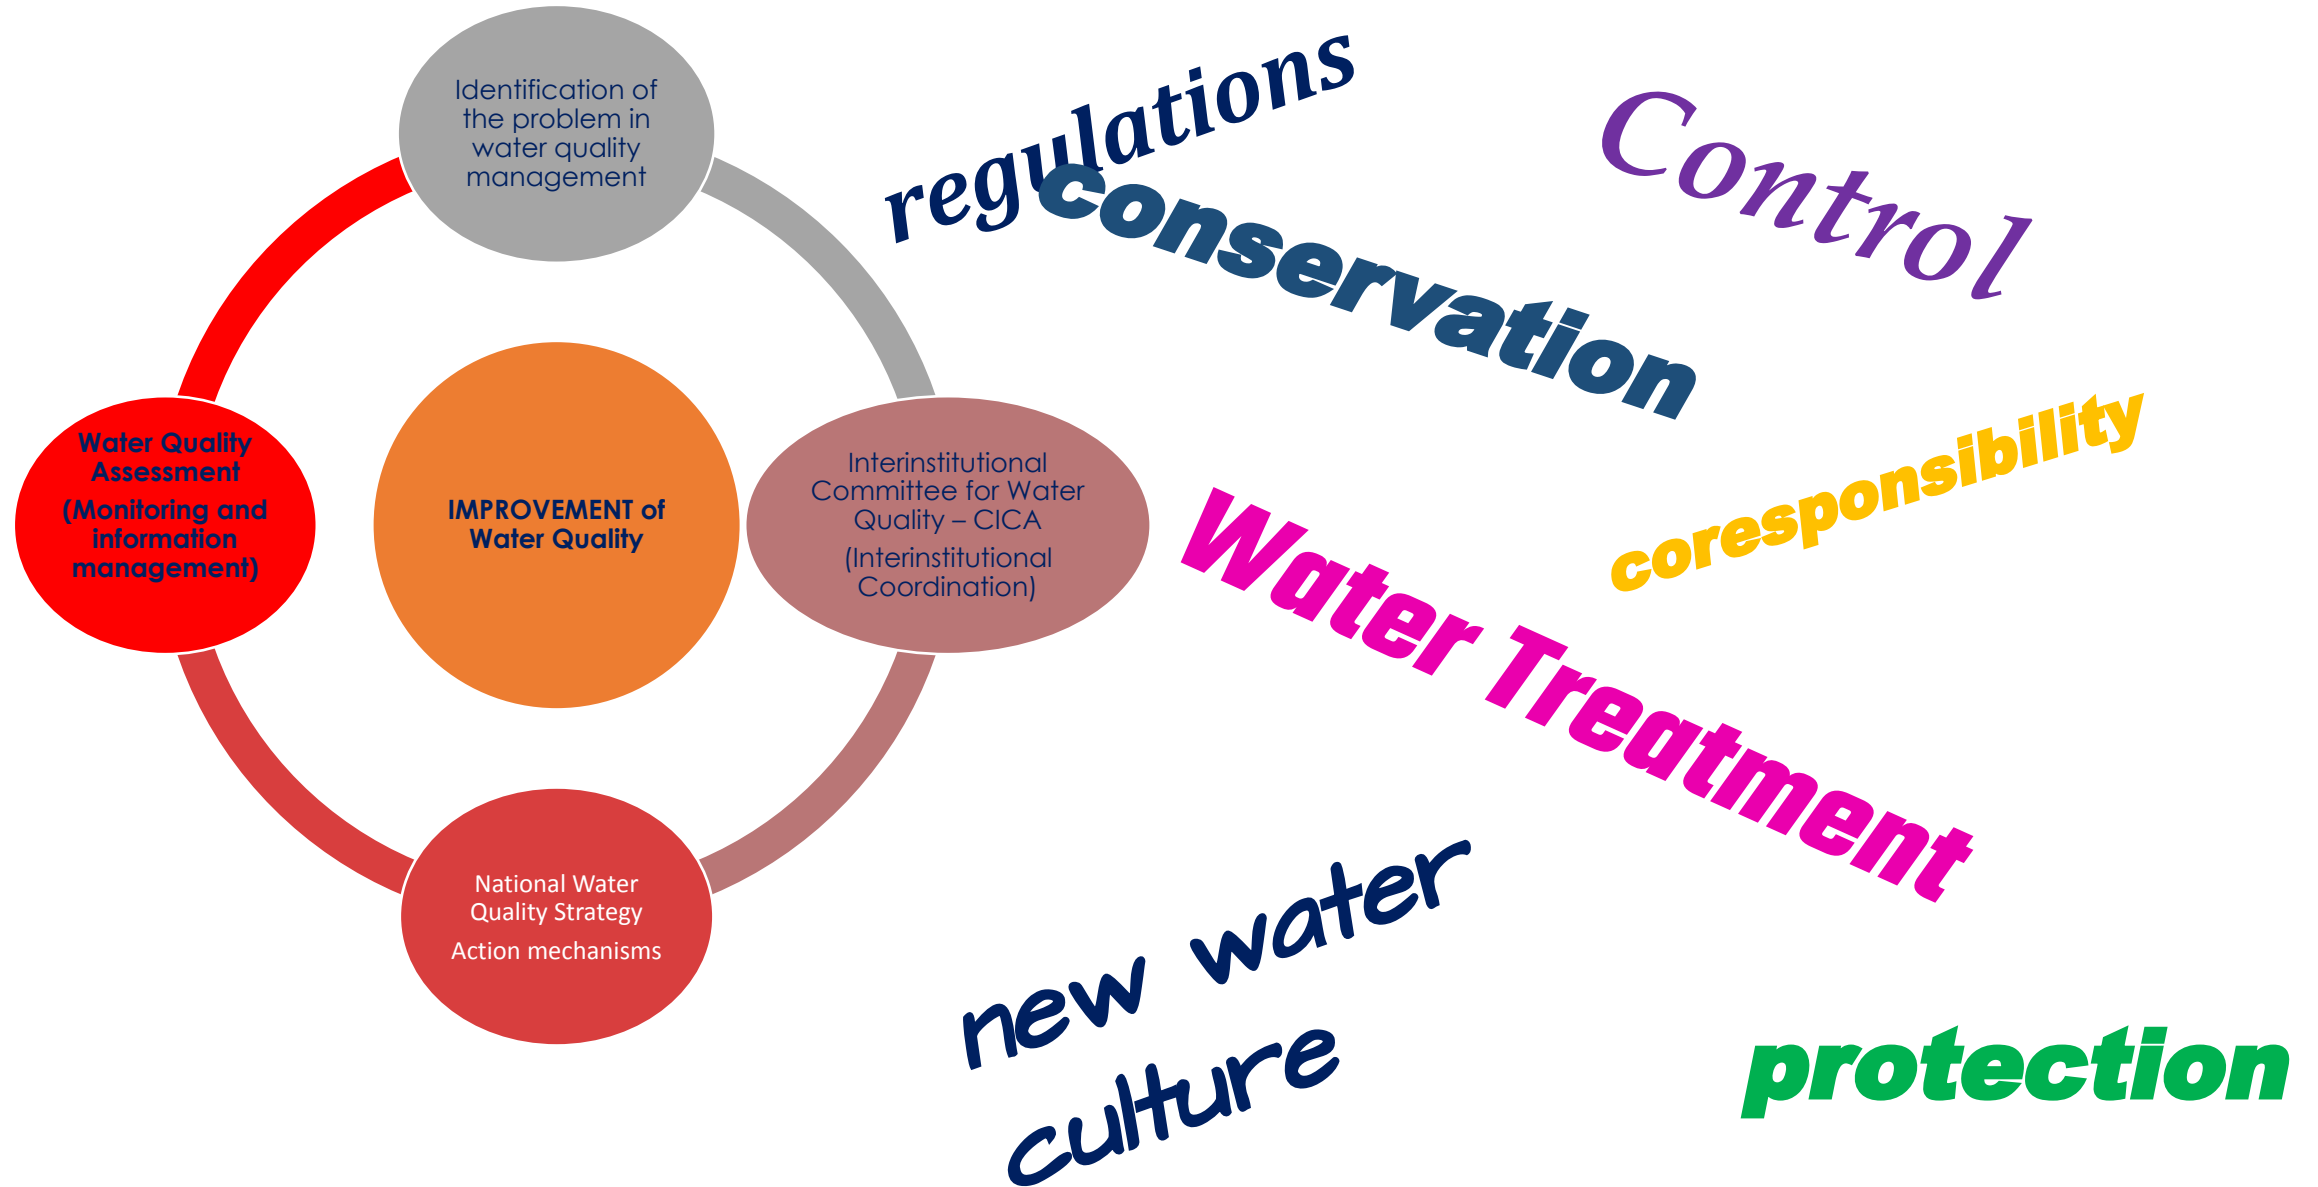 Identification of
the problem in
water quality
management
Water Quality
Assessment
(Monitoring and
information
management)
IMPROVEMENT of
Water Quality
Interinstitutional
Committee for Water
Quality – CICA
(Interinstitutional
Coordination)
National Water
Quality Strategy
Action mechanisms
regulations
conservation
Control
coresponsibility
Water Treatment
new water
culture
protection